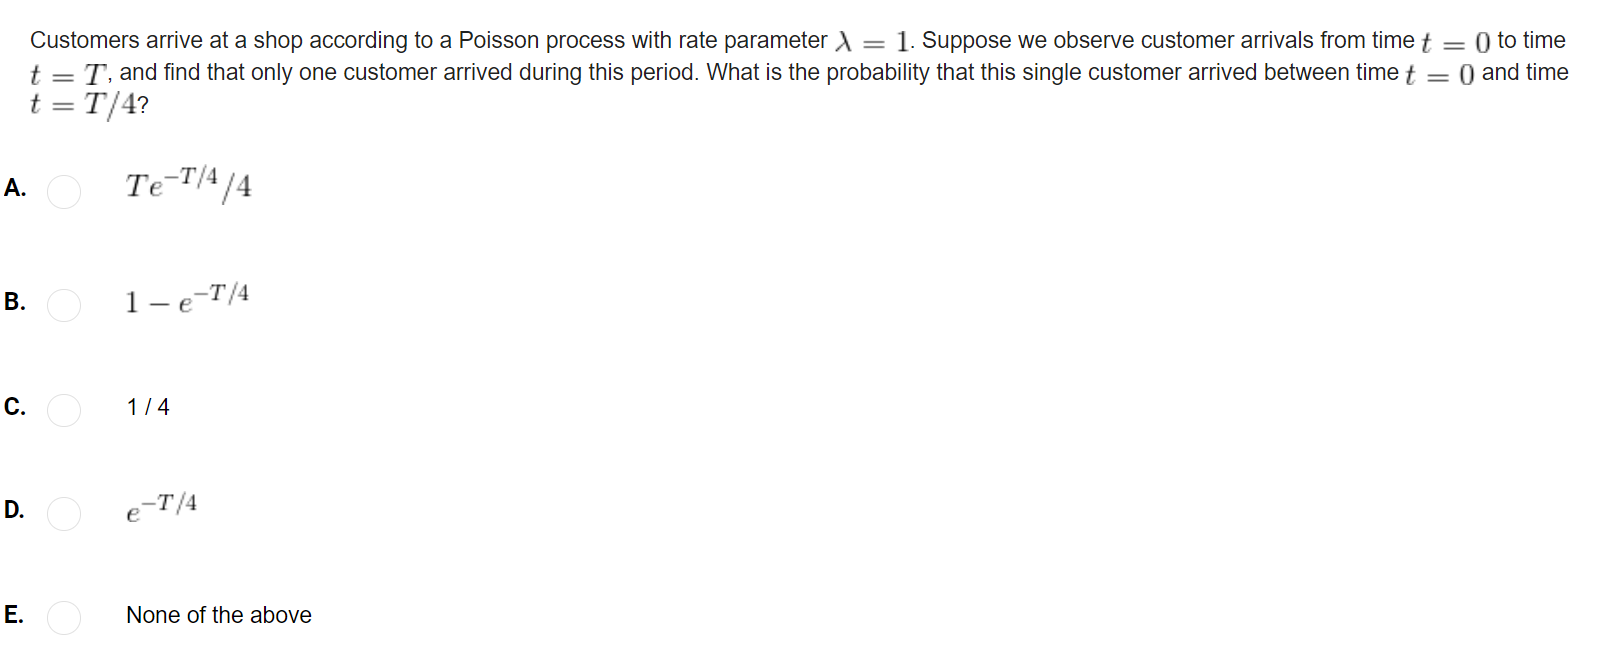 Customers arrive at a shop according to a Poisson process with rate parameter λ = 1. Suppose we observe customer arrivals from time t = 0 to time
t = T, and find that only one customer arrived during this period. What is the probability that this single customer arrived between time t = 0 and time
t = T/4?
A. Te^{-T/4}/4
B. 1 − e^{-T/4}
C. 1 / 4
D. e^{-T/4}
E. None of the above